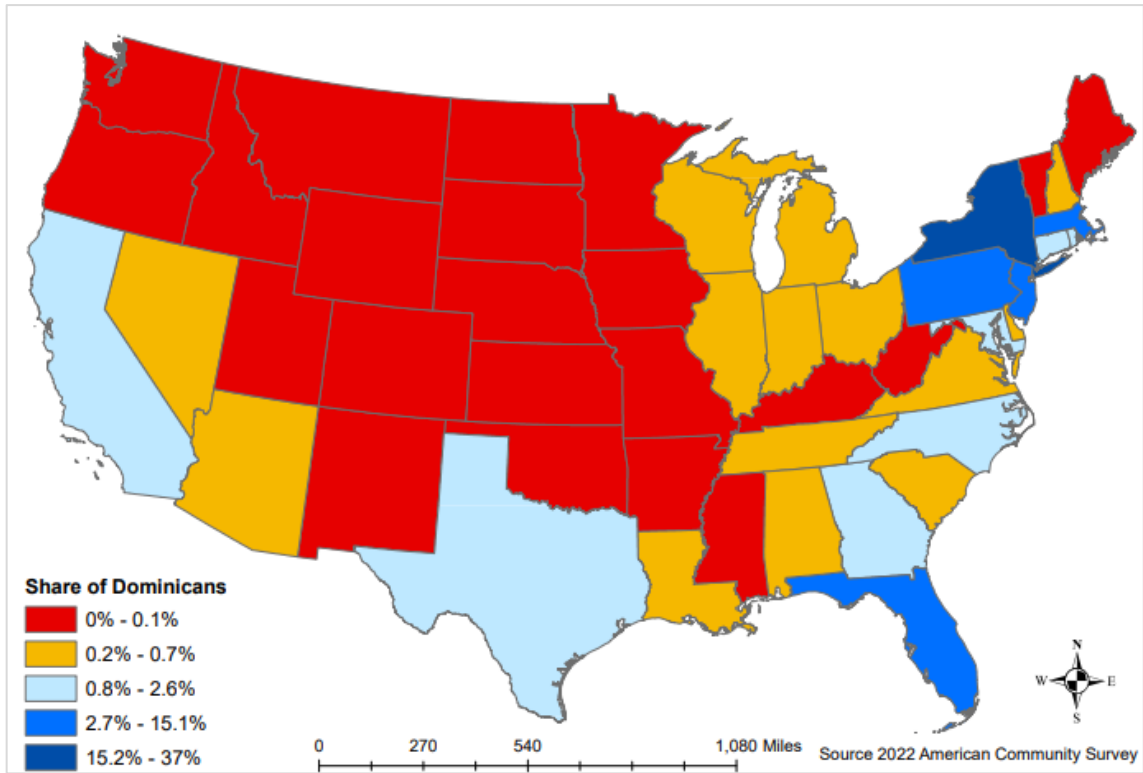 Share of Dominicans
0% - 0.1%
0.2% - 0.7%
0.8% - 2.6%
2.7% - 15.1%
15.2% - 37%
0 270 540 1,080 Miles
N
W E
S
Source 2022 American Community Survey